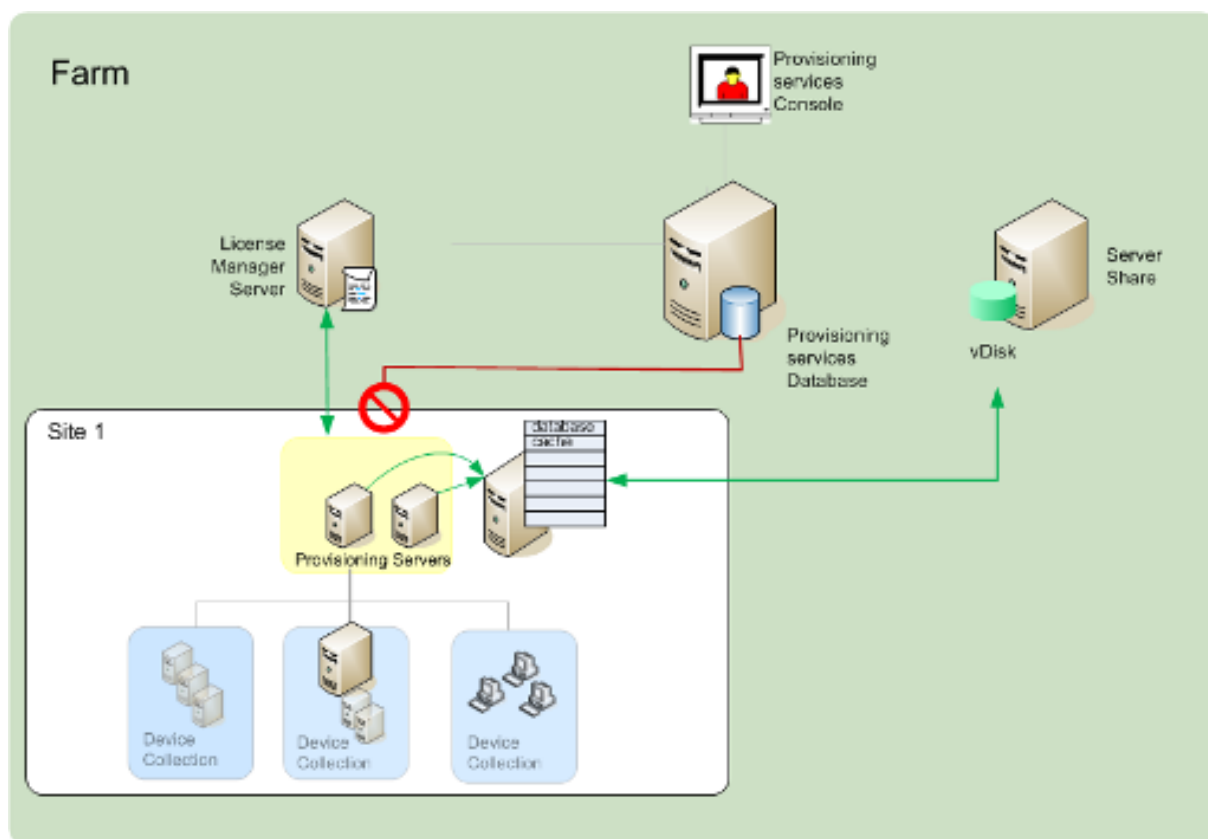 Farm
Provisioning
services
Console
License
Manager
Server
Server
Share
vDisk
Provisioning
services
Database
Site 1
database
cache
Provisioning Servers
Device
Collection
Device
Collection
Device
Collection